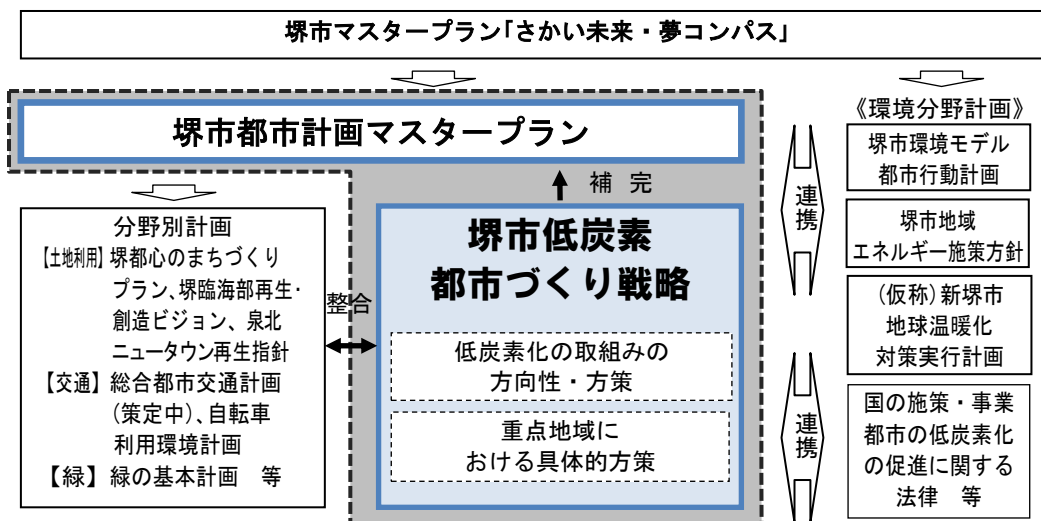 堺市マスタープラン「さかい未来・夢コンパス」
堺市都市計画マスタープラン
補 完
分野別計画
【土地利用】堺都心のまちづくり
プラン、堺臨海部再生・
創造ビジョン、泉北
ニュータウン再生指針
【交通】総合都市交通計画
(策定中)、自転車
利用環境計画
【緑】緑の基本計画 等
整合
堺市低炭素
都市づくり戦略
低炭素化の取組みの
方向性・方策
重点地域に
おける具体的方策
連携
連携
《環境分野計画》
堺市環境モデル
都市行動計画
堺市地域
エネルギー施策方針
(仮称)新堺市
地球温暖化
対策実行計画
国の施策・事業
都市の低炭素化
の促進に関する
法律 等